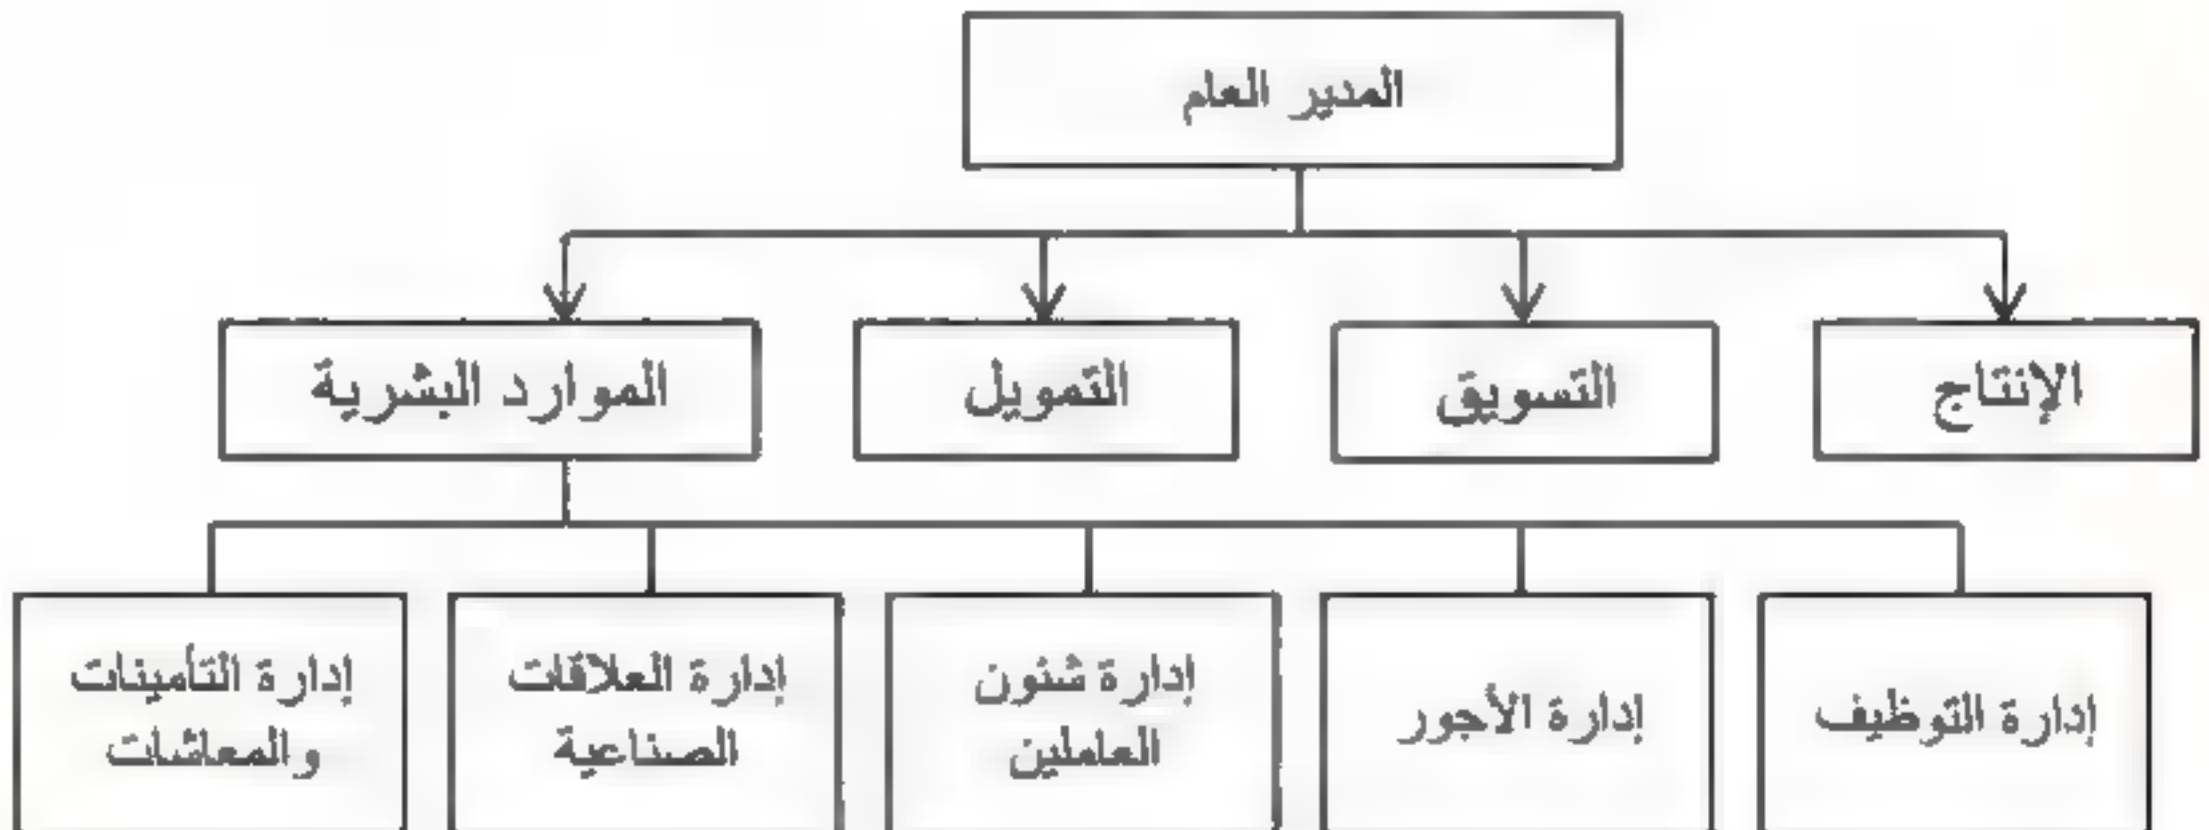 المدير العام
الإنتاج
التسويق
التمويل
الموارد البشرية
إدارة التوظيف
إدارة الأجور
إدارة شئون
العاملين
إدارة العلاقات
الصناعية
إدارة التأمينات
والمعاشات